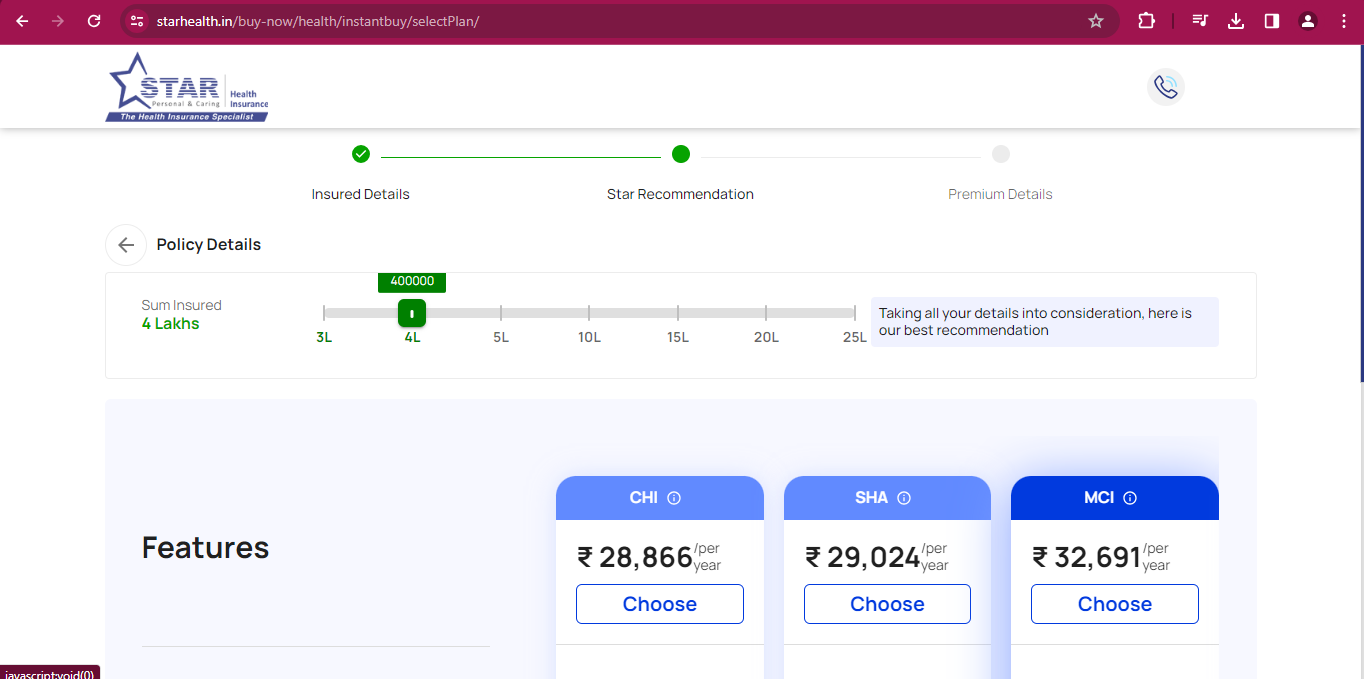 starhealth.in/buy-now/health/instantbuy/selectPlan/
STAR Health Insurance
Personal & Caring
The Health Insurance Specialist
Insured Details
Star Recommendation
Premium Details
Policy Details
400000
Sum Insured
4 Lakhs
3L 4L 5L 10L 15L 20L 25L
Taking all your details into consideration, here is
our best recommendation
CHI SHA MCI
Features
₹ 28,866/per year ₹ 29,024/per year ₹ 32,691/per year
Choose Choose Choose
javascript:void(0)